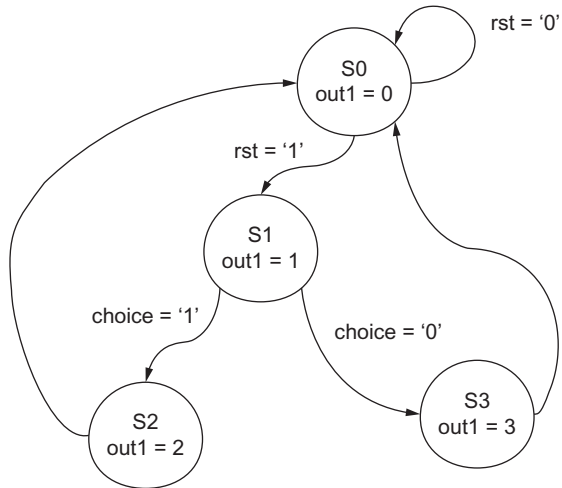 rst = ‘0’
S0
out1 = 0
rst = ‘1’
S1
out1 = 1
choice = ‘1’
choice = ‘0’
S2
out1 = 2
S3
out1 = 3